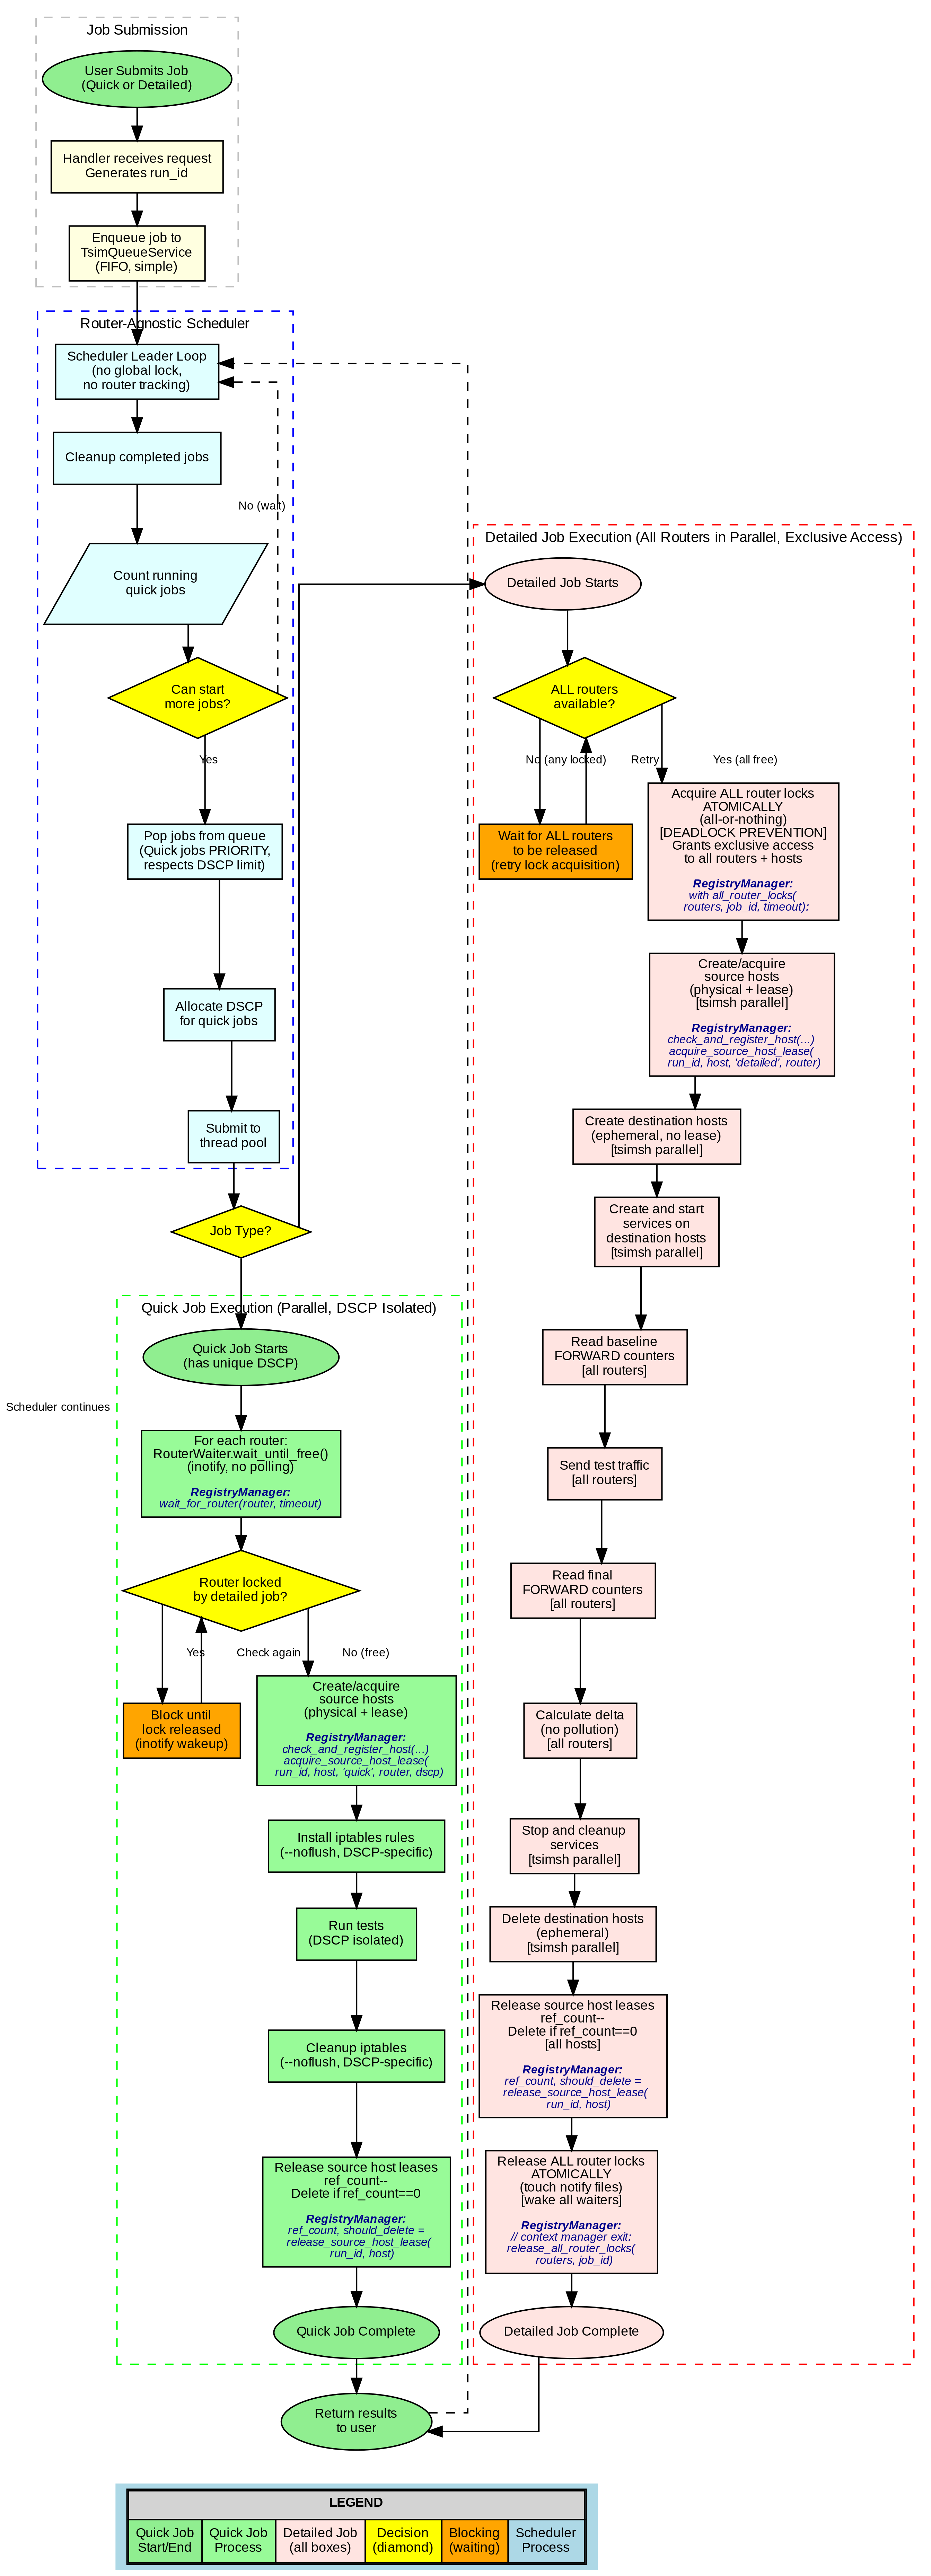 Job Submission
User Submits Job
(Quick or Detailed)
Handler receives request
Generates run_id
Enqueue job to
TsimQueueService
(FIFO, simple)
Router-Agnostic Scheduler
Scheduler Leader Loop
(no global lock,
no router tracking)
Cleanup completed jobs
No (wait)
Count running
quick jobs
Can start
more jobs?
Yes
Pop jobs from queue
(Quick jobs PRIORITY,
respects DSCP limit)
Allocate DSCP
for quick jobs
Submit to
thread pool
Job Type?
Quick Job Execution (Parallel, DSCP Isolated)
Quick Job Starts
(has unique DSCP)
Scheduler continues
For each router:
RouterWaiter.wait_until_free()
(inotify, no polling)
RegistryManager:
wait_for_router(router, timeout)
Router locked
by detailed job?
Yes
Check again
No (free)
Block until
lock released
(inotify wakeup)
Create/acquire
source hosts
(physical + lease)
RegistryManager:
check_and_register_host(...)
acquire_source_host_lease(
run_id, host, 'quick', router, dscp)
Install iptables rules
(--noflush, DSCP-specific)
Run tests
(DSCP isolated)
Cleanup iptables
(--noflush, DSCP-specific)
Release source host leases
ref_count--
Delete if ref_count==0
RegistryManager:
ref_count, should_delete =
release_source_host_lease(
run_id, host)
Quick Job Complete
Return results
to user
Detailed Job Execution (All Routers in Parallel, Exclusive Access)
Detailed Job Starts
ALL routers
available?
No (any locked)
Retry
Yes (all free)
Wait for ALL routers
to be released
(retry lock acquisition)
Acquire ALL router locks
ATOMICALLY
(all-or-nothing)
[DEADLOCK PREVENTION]
Grants exclusive access
to all routers + hosts
RegistryManager:
with all_router_locks(
routers, job_id, timeout):
Create/acquire
source hosts
(physical + lease)
[tsimsh parallel]
RegistryManager:
check_and_register_host(...)
acquire_source_host_lease(
run_id, host, 'detailed', router)
Create destination hosts
(ephemeral, no lease)
[tsimsh parallel]
Create and start
services on
destination hosts
[tsimsh parallel]
Read baseline
FORWARD counters
[all routers]
Send test traffic
[all routers]
Read final
FORWARD counters
[all routers]
Calculate delta
(no pollution)
[all routers]
Stop and cleanup
services
[tsimsh parallel]
Delete destination hosts
(ephemeral)
[tsimsh parallel]
Release source host leases
ref_count--
Delete if ref_count==0
[all hosts]
RegistryManager:
ref_count, should_delete =
release_source_host_lease(
run_id, host)
Release ALL router locks
ATOMICALLY
(touch notify files)
[wake all waiters]
RegistryManager:
// context manager exit:
release_all_router_locks(
routers, job_id)
Detailed Job Complete
LEGEND
Quick Job
Start/End
Quick Job
Process
Detailed Job
(all boxes)
Decision
(diamond)
Blocking
(waiting)
Scheduler
Process